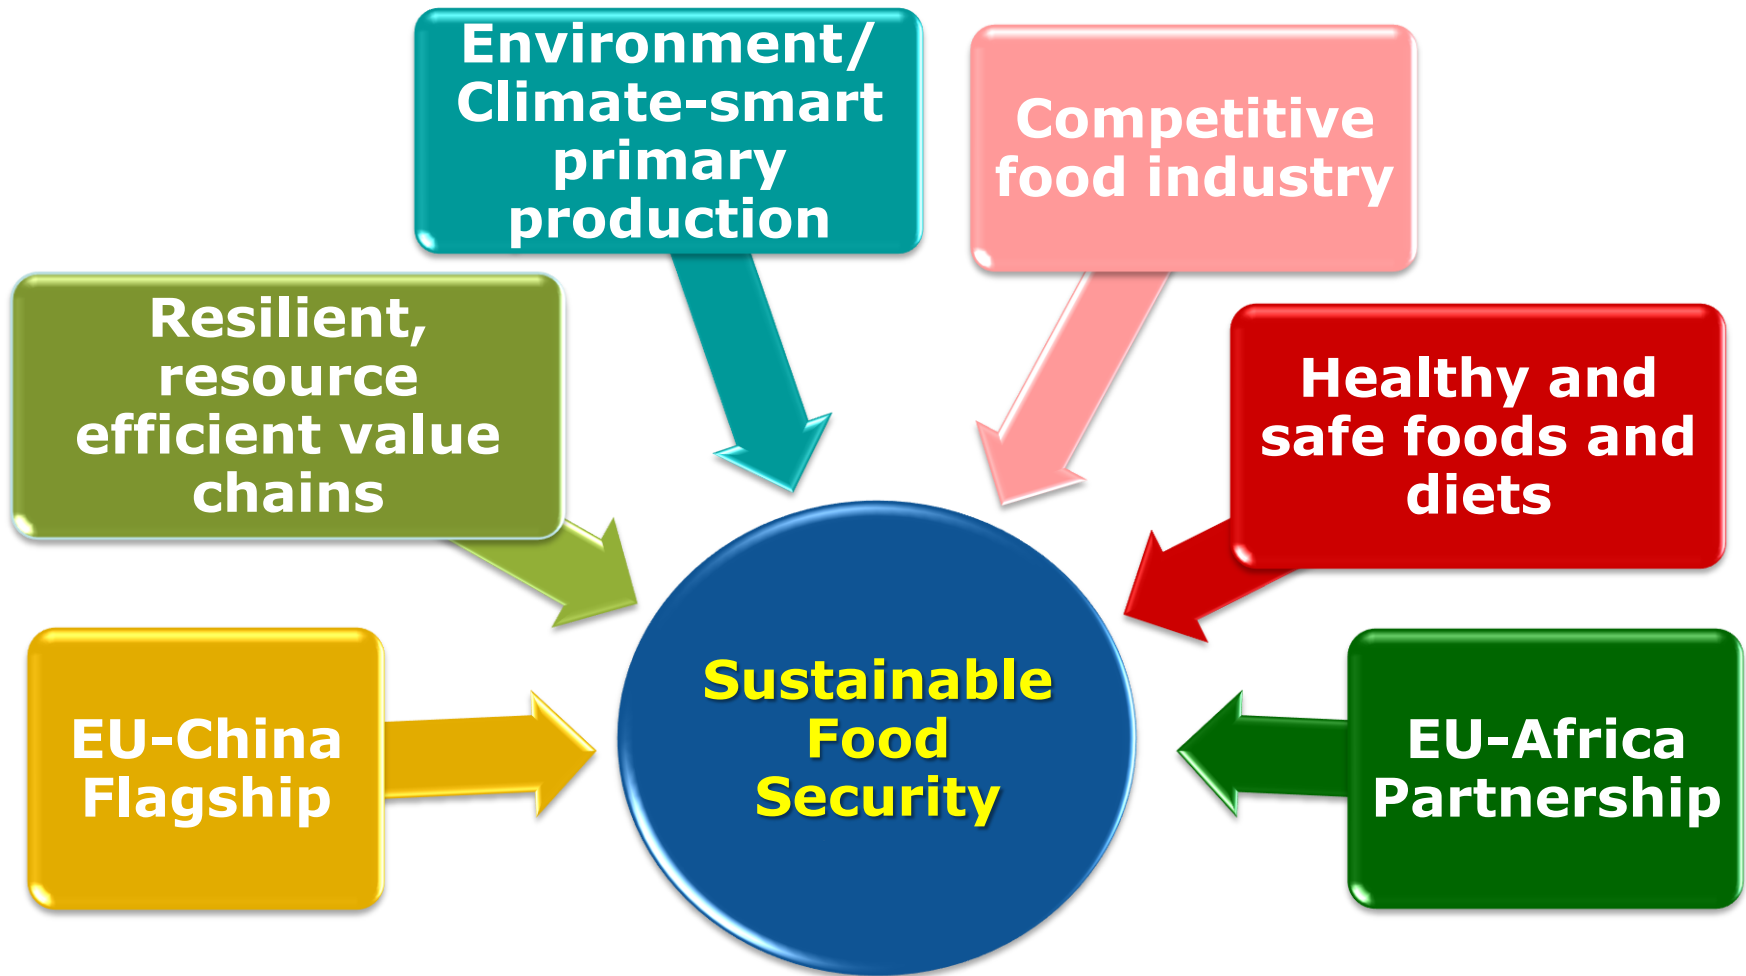 Environment/
Climate-smart
primary
production
Competitive
food industry
Resilient,
resource
efficient value
chains
Healthy and
safe foods and
diets
EU-China
Flagship
Sustainable
Food
Security
EU-Africa
Partnership